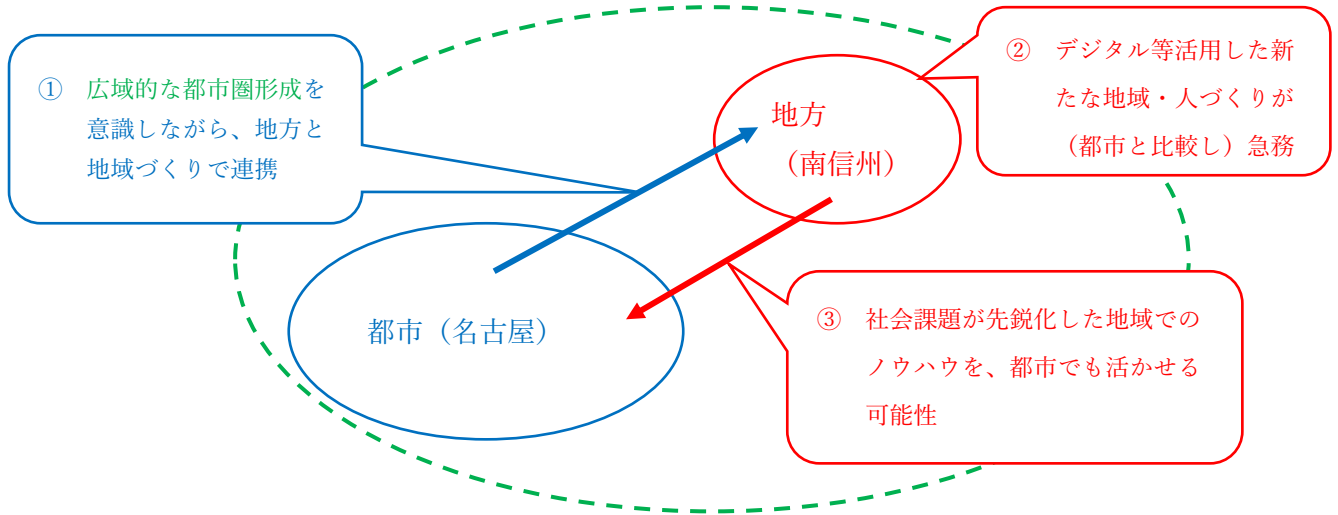 ① 広域的な都市圏形成を
意識しながら、地方と
地域づくりで連携
② デジタル等活用した新
たな地域・人づくりが
（都市と比較し）急務
地方
（南信州）
都市（名古屋）
③ 社会課題が先鋭化した地域での
ノウハウを、都市でも活かせる
可能性